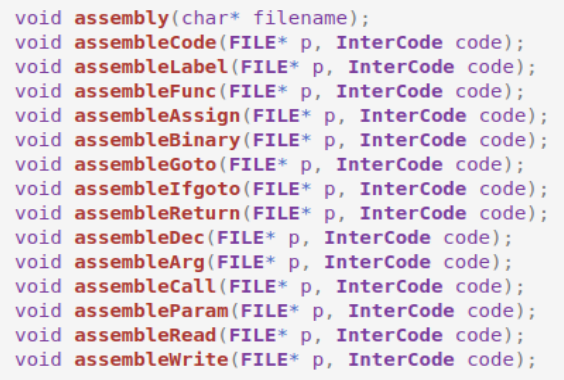 void assembly(char* filename);
void assembleCode(FILE* p, InterCode code);
void assembleLabel(FILE* p, InterCode code);
void assembleFunc(FILE* p, InterCode code);
void assembleAssign(FILE* p, InterCode code);
void assembleBinary(FILE* p, InterCode code);
void assembleGoto(FILE* p, InterCode code);
void assembleIfgoto(FILE* p, InterCode code);
void assembleReturn(FILE* p, InterCode code);
void assembleDec(FILE* p, InterCode code);
void assembleArg(FILE* p, InterCode code);
void assembleCall(FILE* p, InterCode code);
void assembleParam(FILE* p, InterCode code);
void assembleRead(FILE* p, InterCode code);
void assembleWrite(FILE* p, InterCode code);